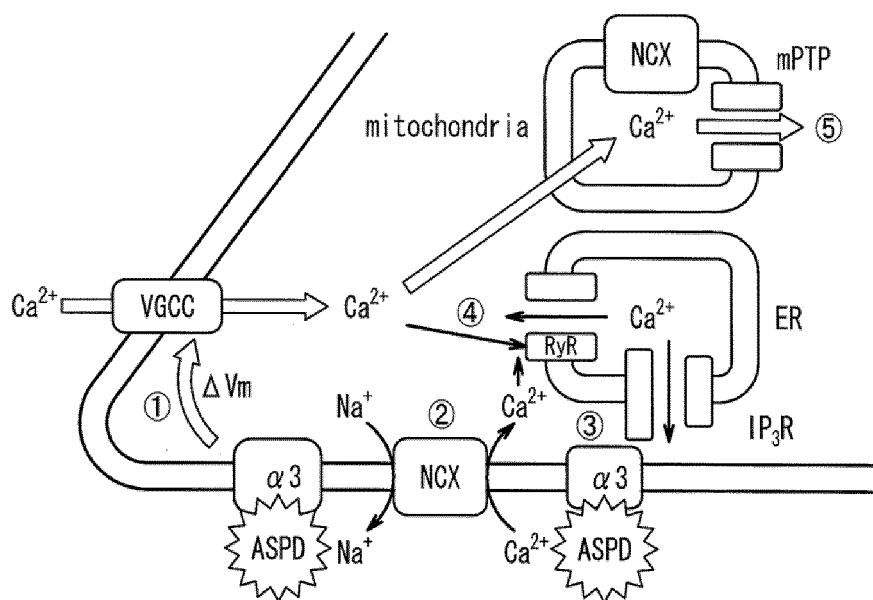 NCX
mPTP
mitochondria
Ca²⁺
⑤
Ca²⁺
VGCC
Ca²⁺
④
Ca²⁺
ER
RyR
①
ΔVm
Na⁺
②
Ca²⁺
③
IP₃R
α3
NCX
α3
ASPD
Na⁺
Ca²⁺
ASPD